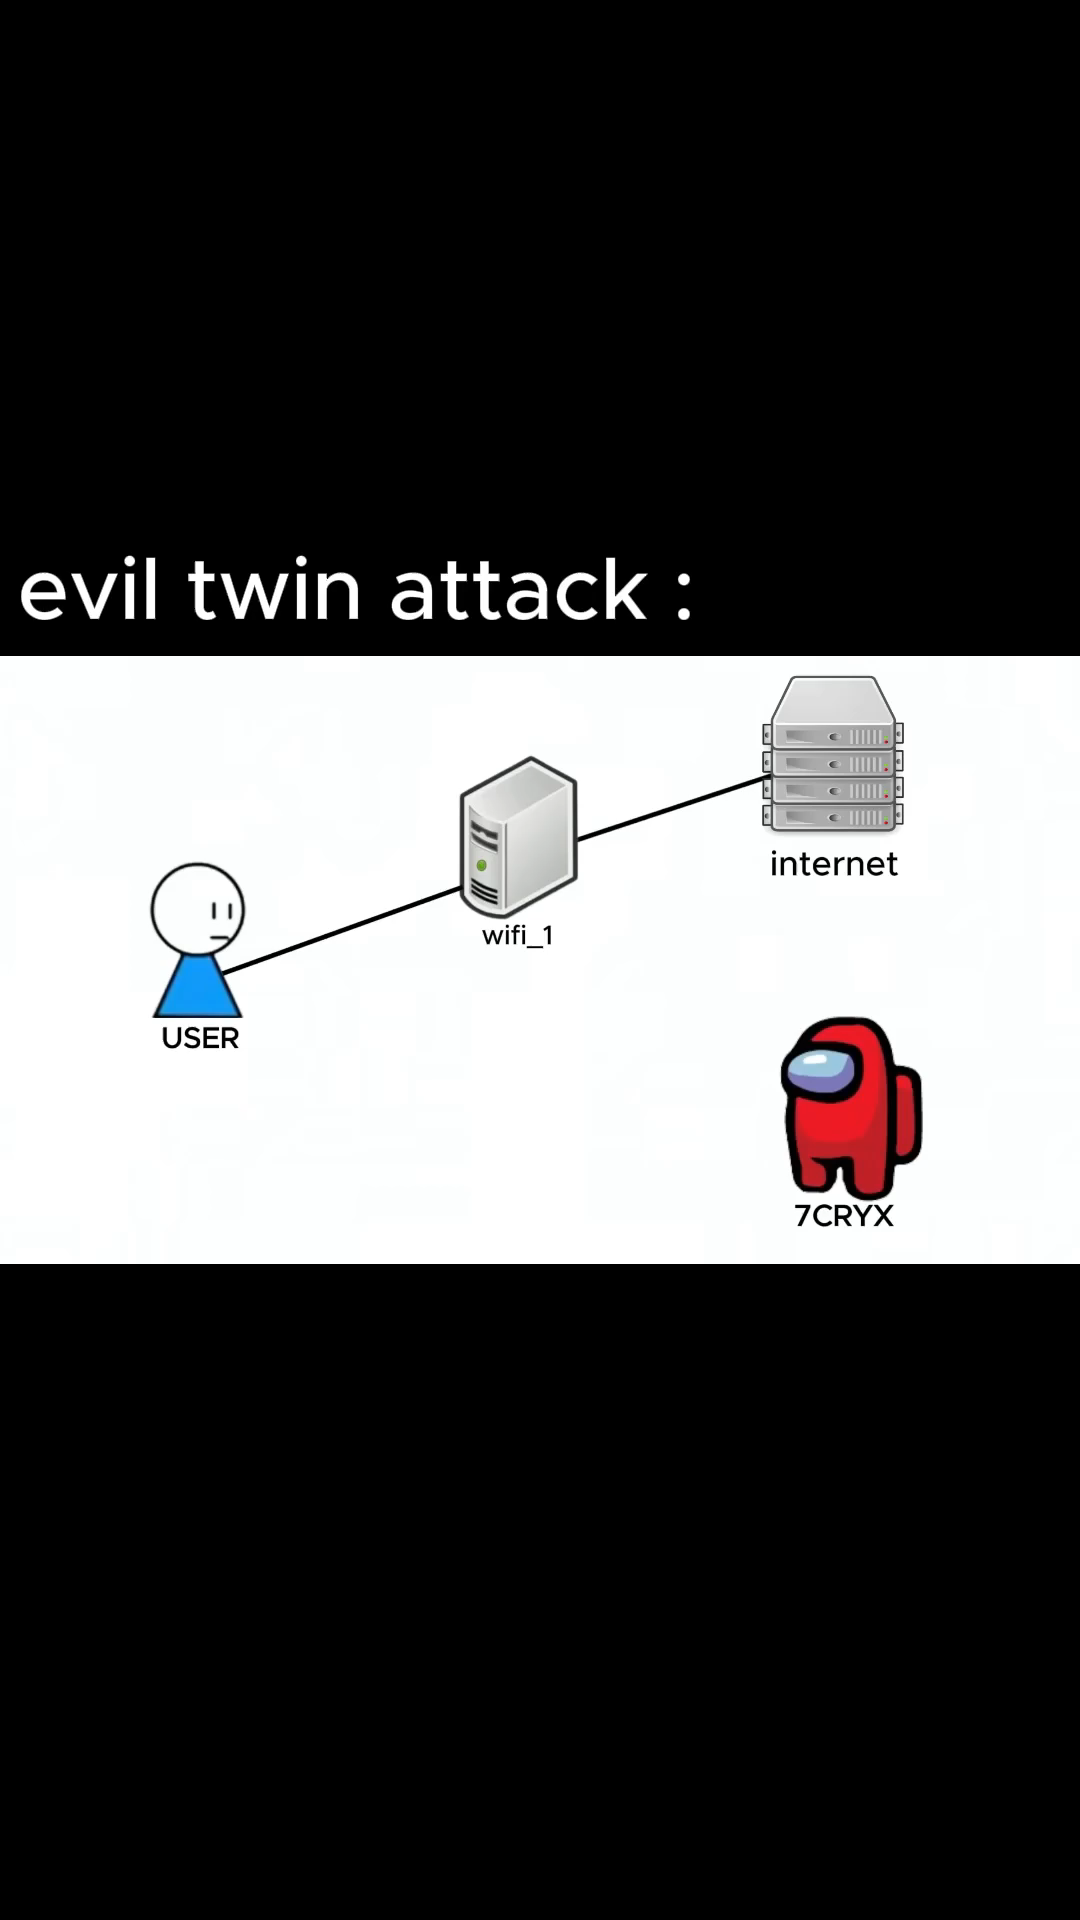 evil twin attack :
internet
wifi_1
USER
7CRYX